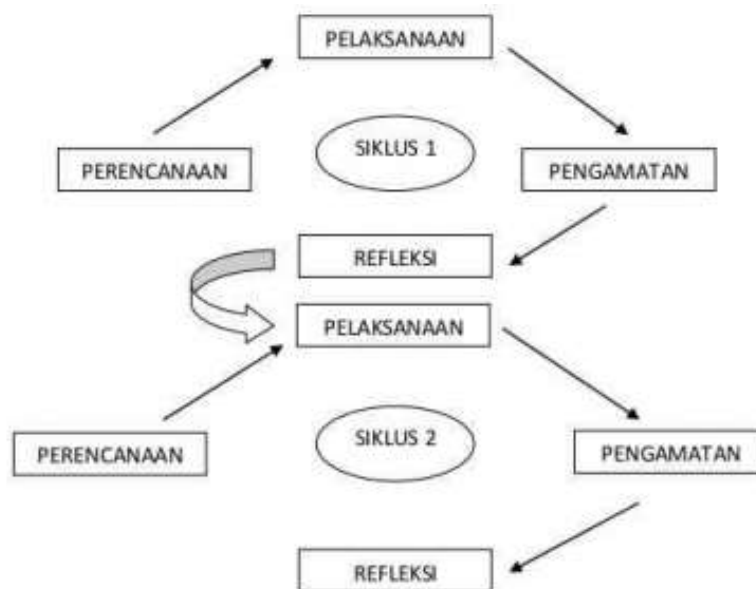 PELAKSANAAN
SIKLUS 1
PERENCANAAN
PENGAMATAN
REFLEKSI
PELAKSANAAN
SIKLUS 2
PERENCANAAN
PENGAMATAN
REFLEKSI